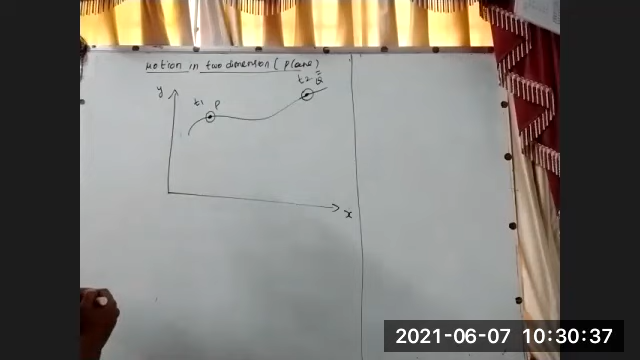 Motion in two dimension (plane)
t2 Q
y t1 P
x
2021-06-07 10:30:37